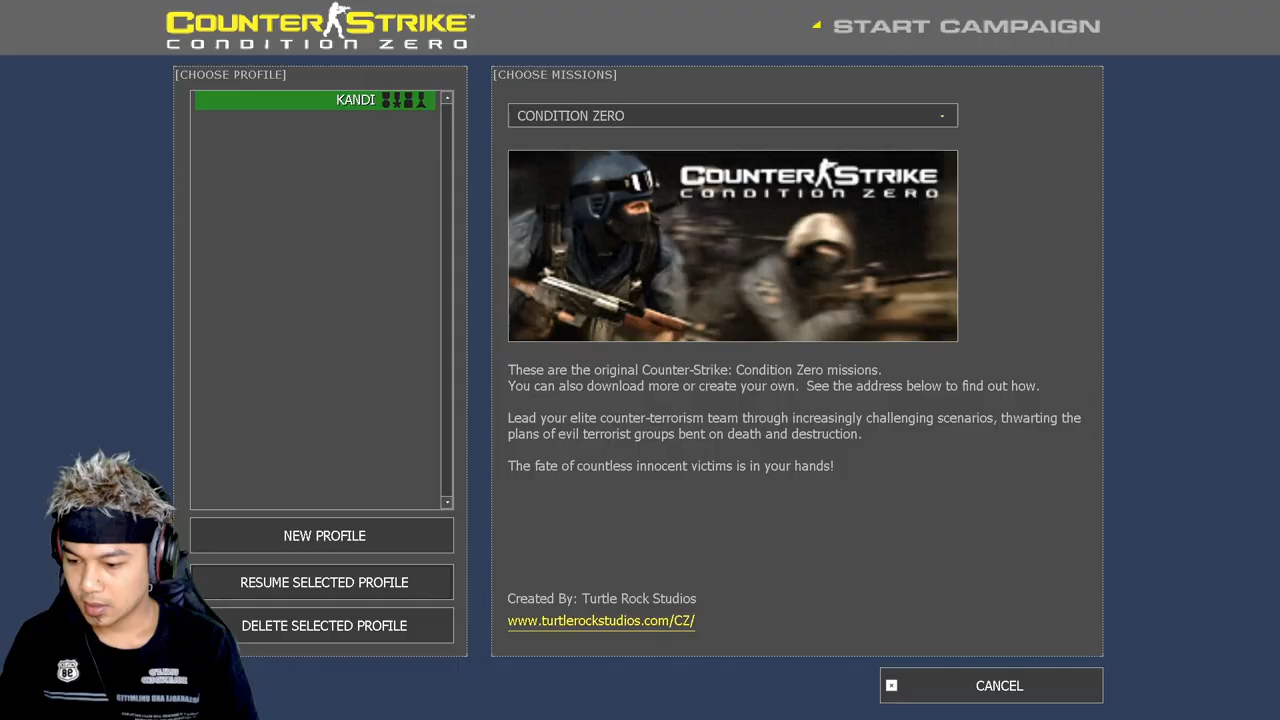 COUNTER STRIKE™
CONDITION ZERO
START CAMPAIGN
[CHOOSE PROFILE]
KANDI
NEW PROFILE
RESUME SELECTED PROFILE
DELETE SELECTED PROFILE
[CHOOSE MISSIONS]
CONDITION ZERO
COUNTER STRIKE
CONDITION ZERO
These are the original Counter-Strike: Condition Zero missions.
You can also download more or create your own.  See the address below to find out how.
Lead your elite counter-terrorism team through increasingly challenging scenarios, thwarting the
plans of evil terrorist groups bent on death and destruction.
The fate of countless innocent victims is in your hands!
Created By: Turtle Rock Studios
www.turtlerockstudios.com/CZ/
CANCEL